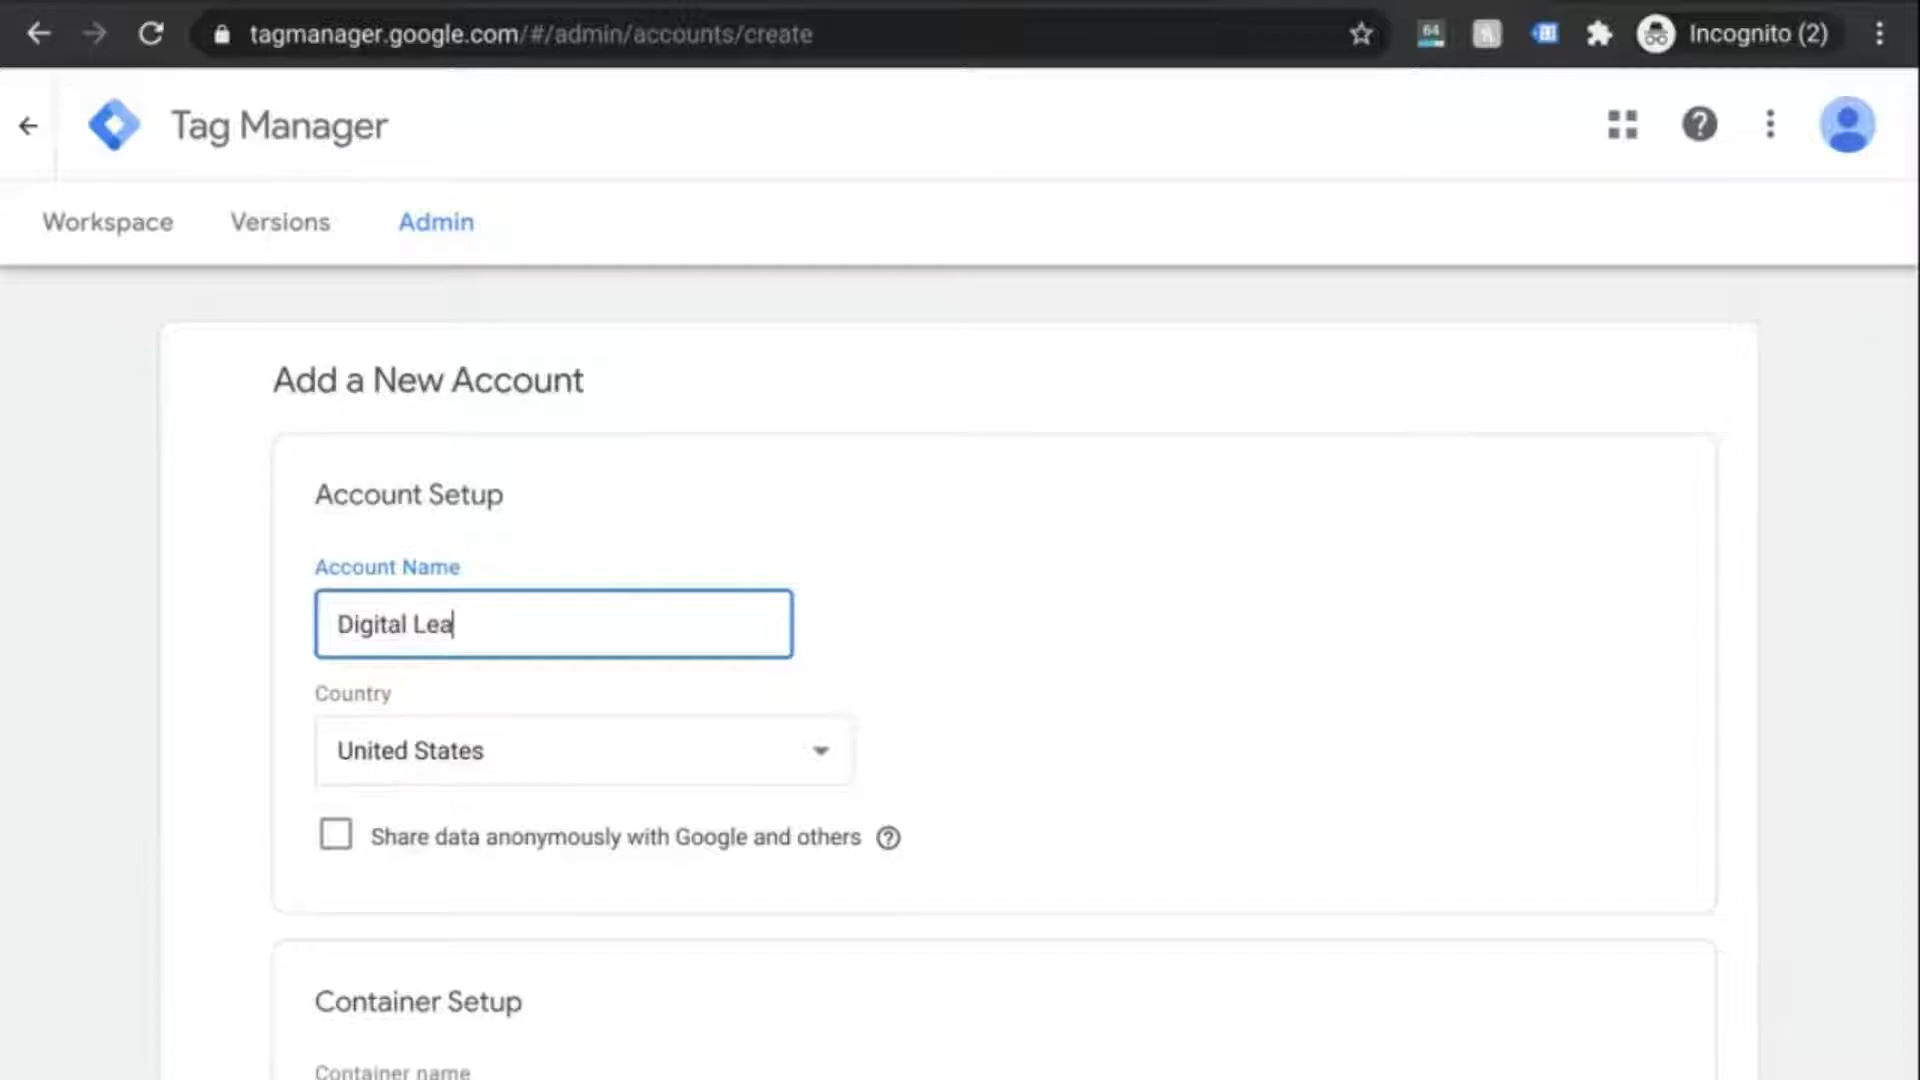 tagmanager.google.com/#/admin/accounts/create
64
Incognito (2)
Tag Manager
Workspace
Versions
Admin
Add a New Account
Account Setup
Account Name
Digital Lea
Country
United States
Share data anonymously with Google and others
Container Setup
Container name